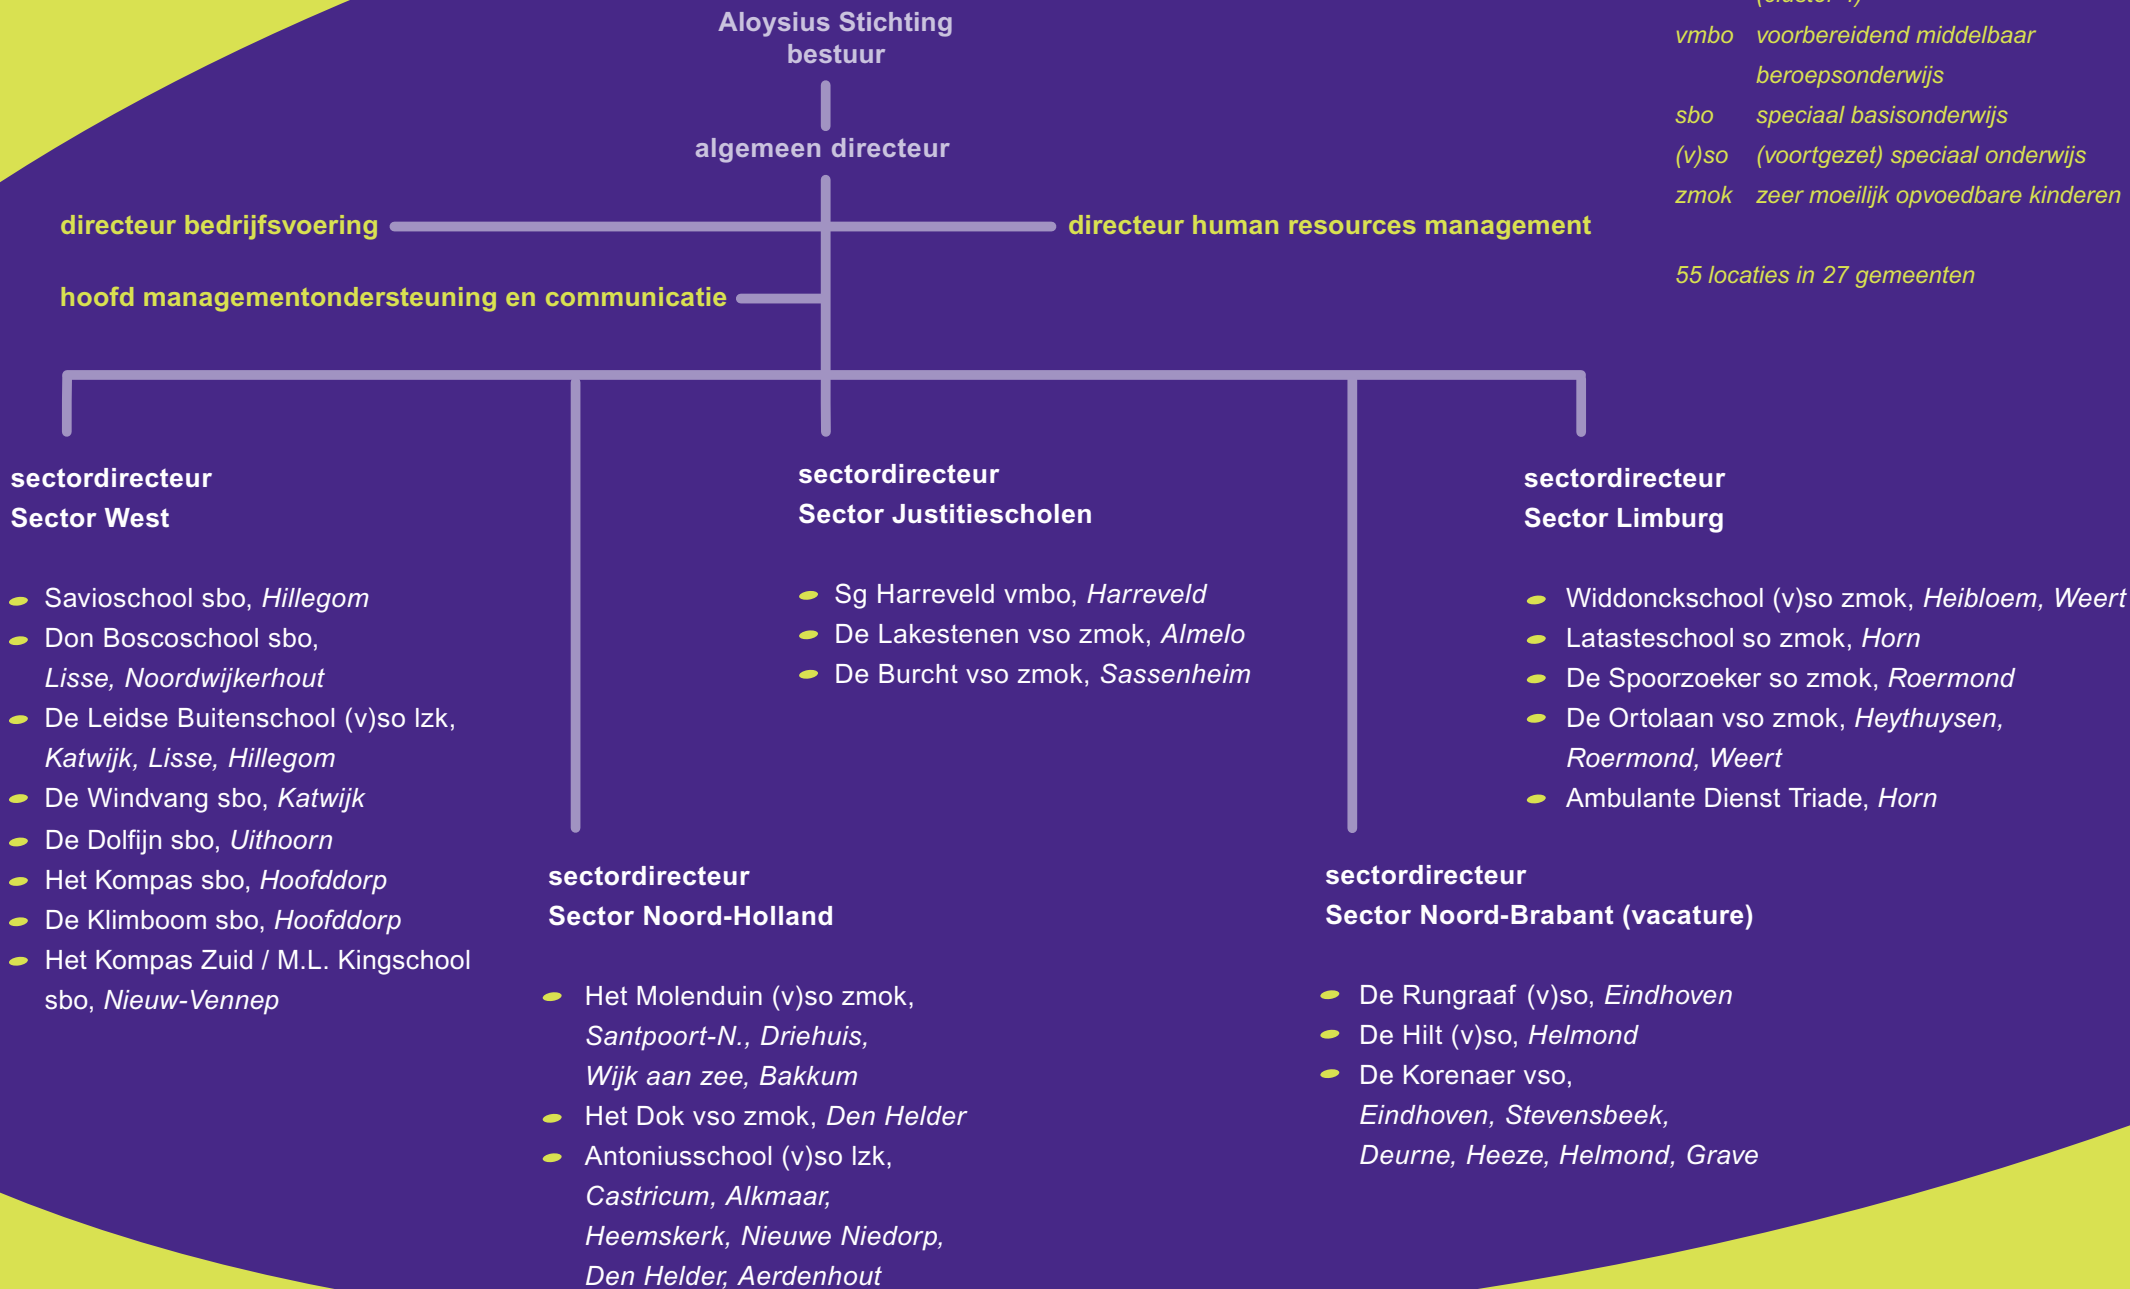 Aloysius Stichting
bestuur
algemeen directeur
directeur bedrijfsvoering
directeur human resources management
hoofd managementondersteuning en communicatie
vmbo voorbereidend middelbaar
beroepsonderwijs
sbo speciaal basisonderwijs
(v)so (voortgezet) speciaal onderwijs
zmok zeer moeilijk opvoedbare kinderen
55 locaties in 27 gemeenten
sectordirecteur
Sector West
Savioschool sbo, Hillegom
Don Boscoschool sbo,
Lisse, Noordwijkerhout
De Leidse Buitenschool (v)so lzk,
Katwijk, Lisse, Hillegom
De Windvang sbo, Katwijk
De Dolfijn sbo, Uithoorn
Het Kompas sbo, Hoofddorp
De Klimboom sbo, Hoofddorp
Het Kompas Zuid / M.L. Kingschool
sbo, Nieuw-Vennep
sectordirecteur
Sector Noord-Holland
Het Molenduin (v)so zmok,
Santpoort-N., Driehuis,
Wijk aan zee, Bakkum
Het Dok vso zmok, Den Helder
Antoniusschool (v)so lzk,
Castricum, Alkmaar,
Heemskerk, Nieuwe Niedorp,
Den Helder, Aerdenhout
sectordirecteur
Sector Justitiescholen
Sg Harreveld vmbo, Harreveld
De Lakestenen vso zmok, Almelo
De Burcht vso zmok, Sassenheim
sectordirecteur
Sector Noord-Brabant (vacature)
De Rungraaf (v)so, Eindhoven
De Hilt (v)so, Helmond
De Korenaer vso,
Eindhoven, Stevensbeek,
Deurne, Heeze, Helmond, Grave
sectordirecteur
Sector Limburg
Widdonckschool (v)so zmok, Heibloem, Weert
Latasteschool so zmok, Horn
De Spoorzoeker so zmok, Roermond
De Ortolaan vso zmok, Heythuysen,
Roermond, Weert
Ambulante Dienst Triade, Horn